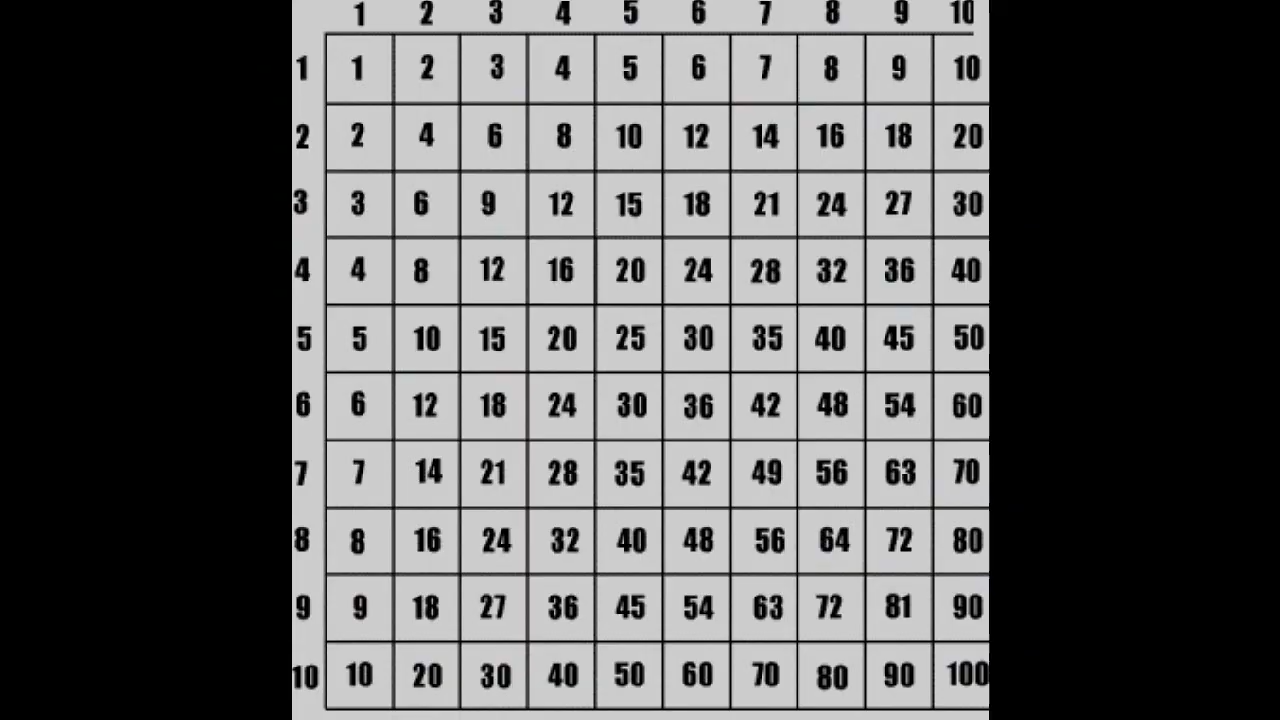 1 2 3 4 5 6 7 8 9 10
1 1 2 3 4 5 6 7 8 9 10
2 2 4 6 8 10 12 14 16 18 20
3 3 6 9 12 15 18 21 24 27 30
4 4 8 12 16 20 24 28 32 36 40
5 5 10 15 20 25 30 35 40 45 50
6 6 12 18 24 30 36 42 48 54 60
7 7 14 21 28 35 42 49 56 63 70
8 8 16 24 32 40 48 56 64 72 80
9 9 18 27 36 45 54 63 72 81 90
10 10 20 30 40 50 60 70 80 90 100